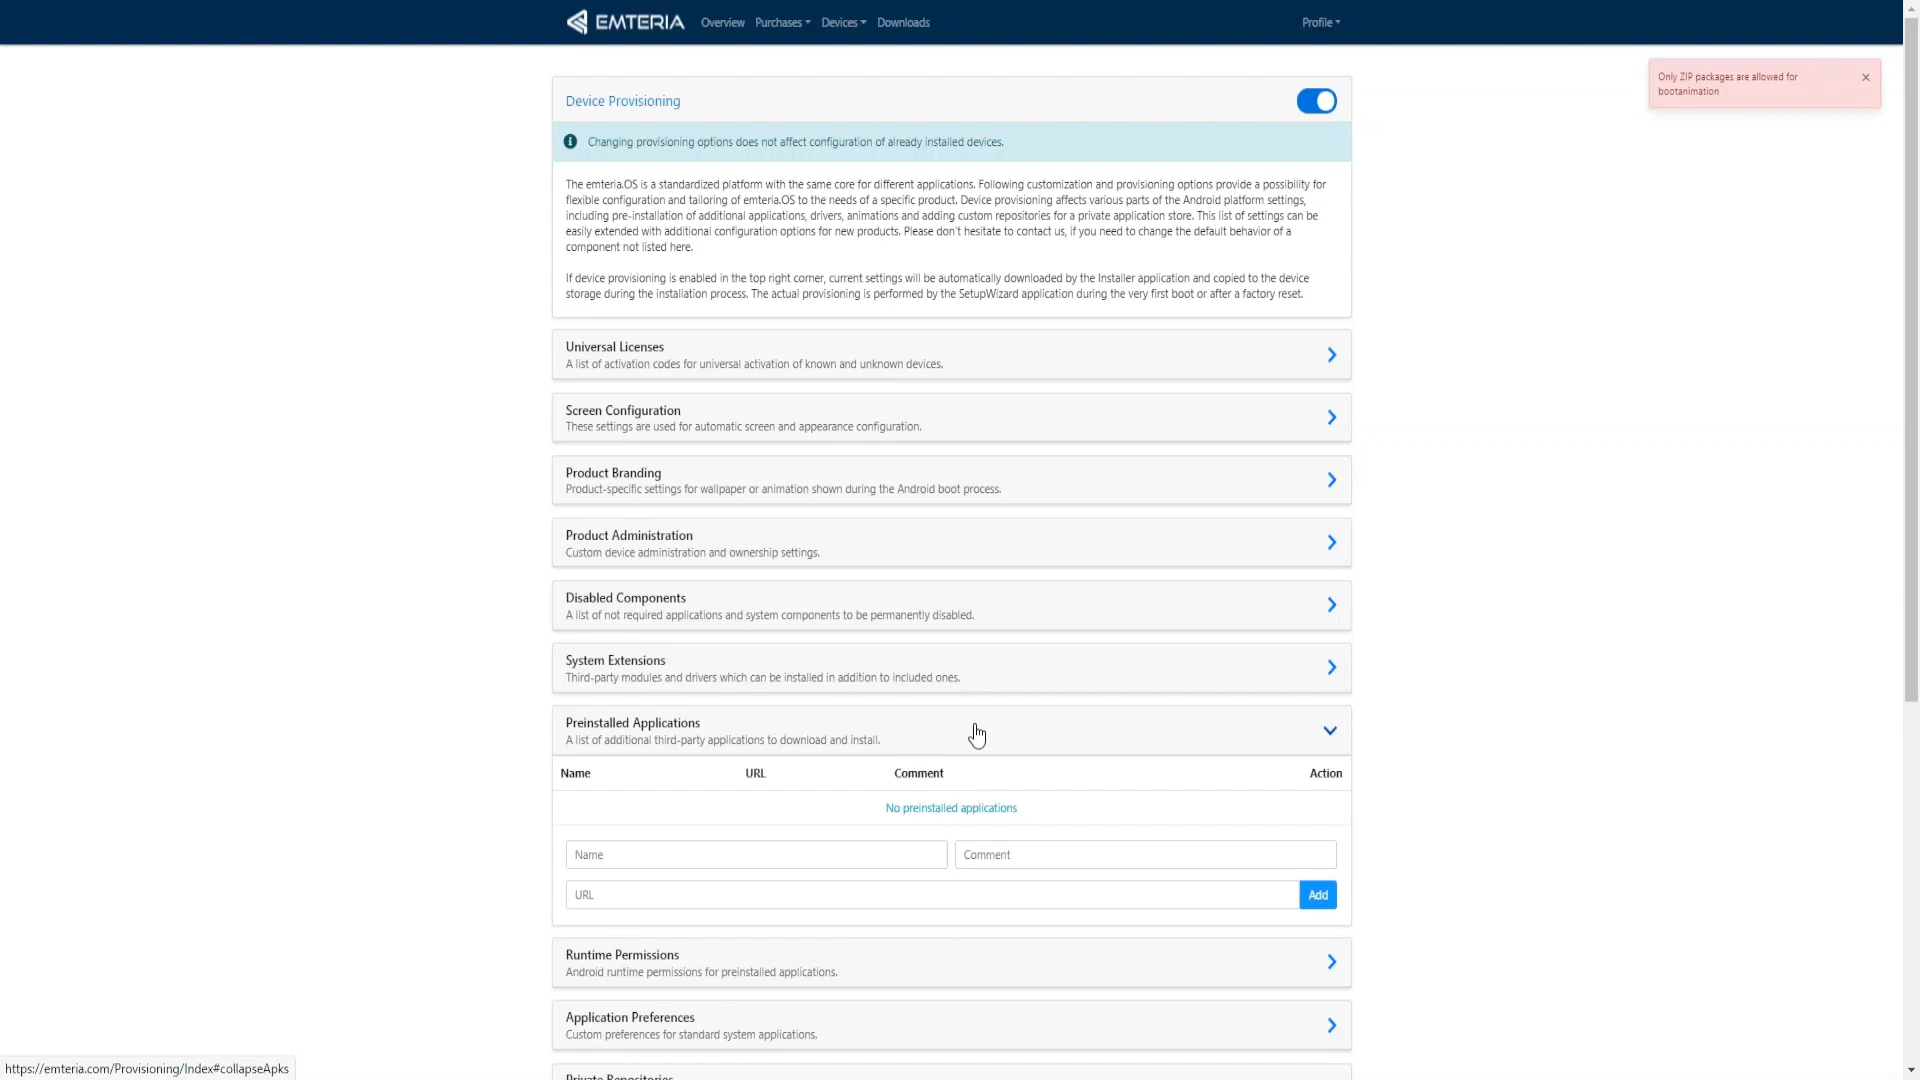 EMTERIA Overview Purchases Devices Downloads Profile
Only ZIP packages are allowed for
bootanimation
×
Device Provisioning
Changing provisioning options does not affect configuration of already installed devices.
The emteria.OS is a standardized platform with the same core for different applications. Following customization and provisioning options provide a possibility for
flexible configuration and tailoring of emteria.OS to the needs of a specific product. Device provisioning affects various parts of the Android platform settings,
including pre-installation of additional applications, drivers, animations and adding custom repositories for a private application store. This list of settings can be
easily extended with additional configuration options for new products. Please don't hesitate to contact us, if you need to change the default behavior of a
component not listed here.
If device provisioning is enabled in the top right corner, current settings will be automatically downloaded by the Installer application and copied to the device
storage during the installation process. The actual provisioning is performed by the SetupWizard application during the very first boot or after a factory reset.
Universal Licenses
A list of activation codes for universal activation of known and unknown devices.
Screen Configuration
These settings are used for automatic screen and appearance configuration.
Product Branding
Product-specific settings for wallpaper or animation shown during the Android boot process.
Product Administration
Custom device administration and ownership settings.
Disabled Components
A list of not required applications and system components to be permanently disabled.
System Extensions
Third-party modules and drivers which can be installed in addition to included ones.
Preinstalled Applications
A list of additional third-party applications to download and install.
Name URL Comment Action
No preinstalled applications
Name Comment
URL Add
Runtime Permissions
Android runtime permissions for preinstalled applications.
Application Preferences
Custom preferences for standard system applications.
Private Repositories
https://emteria.com/Provisioning/Index#collapseApks